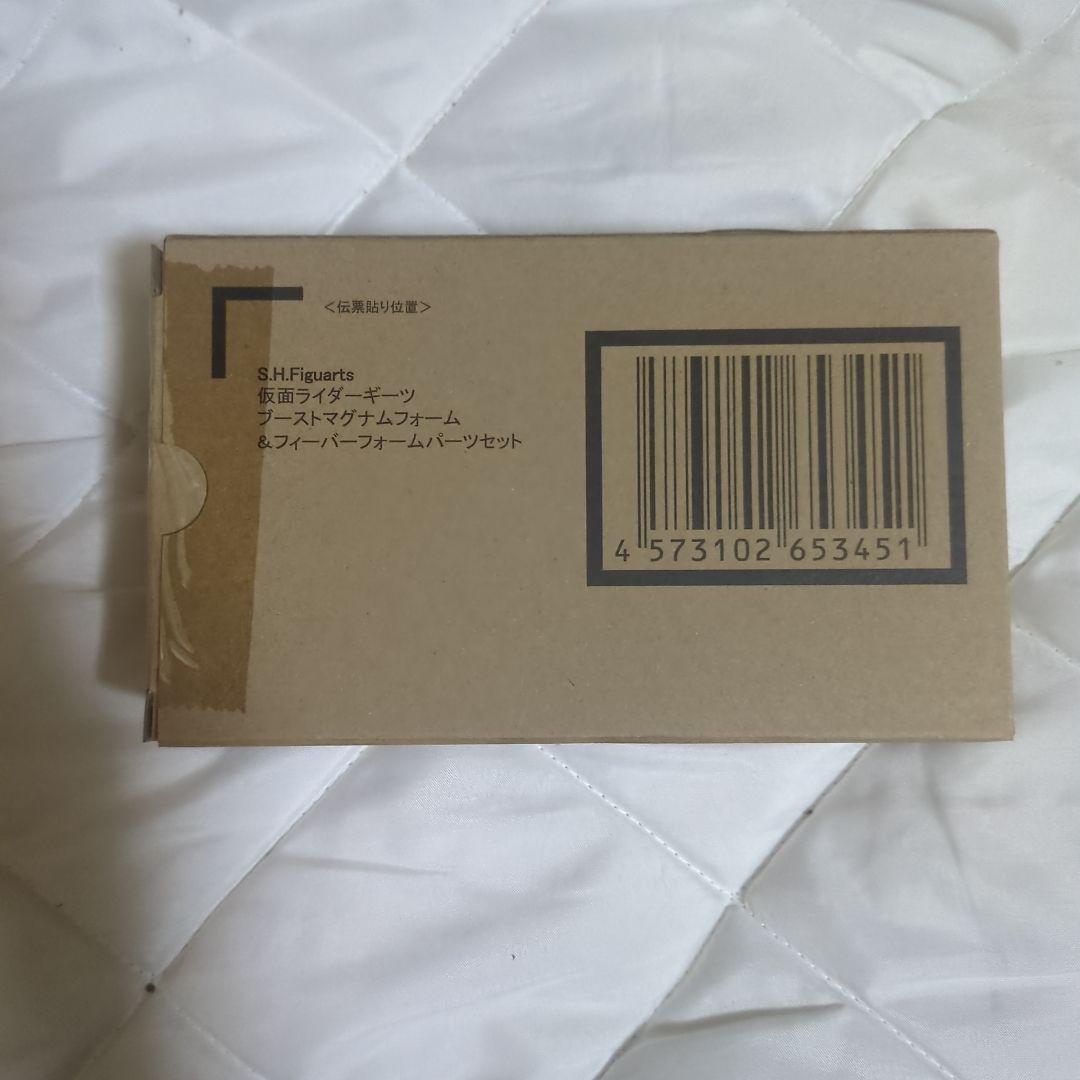 ＜伝票貼り位置＞
S.H.Figuarts
仮面ライダーギーツ
ブーストマグナムフォーム
&フィーバーフォームパーツセット
4 573102 653451